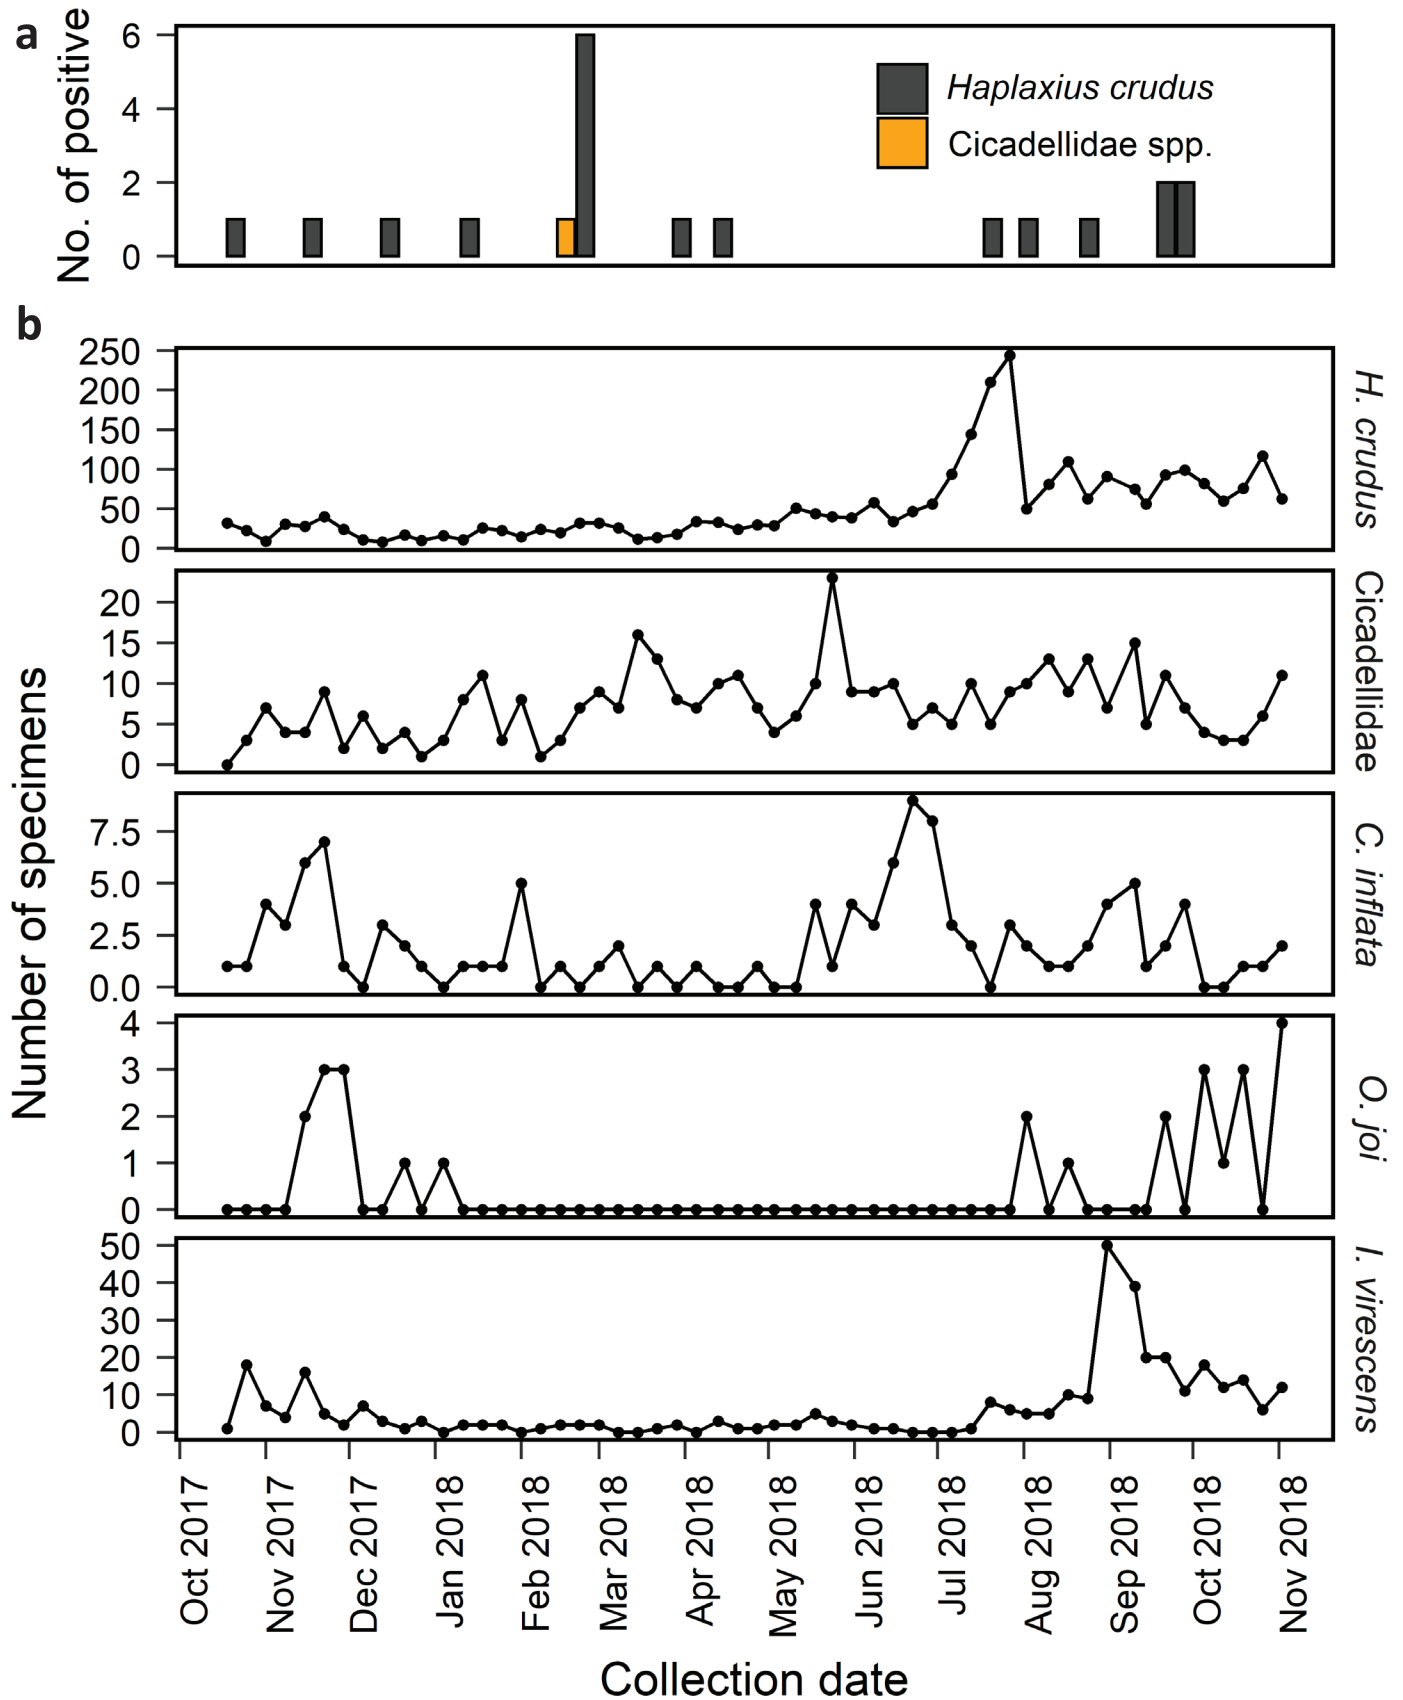 a
No. of positive
6
4
2
0
Haplaxius crudus
Cicadellidae spp.
b
Number of specimens
250
200
150
100
50
0
H. crudus
20
15
10
5
0
Cicadellidae
7.5
5.0
2.5
0.0
C. inflata
4
3
2
1
0
O. joi
50
40
30
20
10
0
I. virescens
Oct 2017
Nov 2017
Dec 2017
Jan 2018
Feb 2018
Mar 2018
Apr 2018
May 2018
Jun 2018
Jul 2018
Aug 2018
Sep 2018
Oct 2018
Nov 2018
Collection date